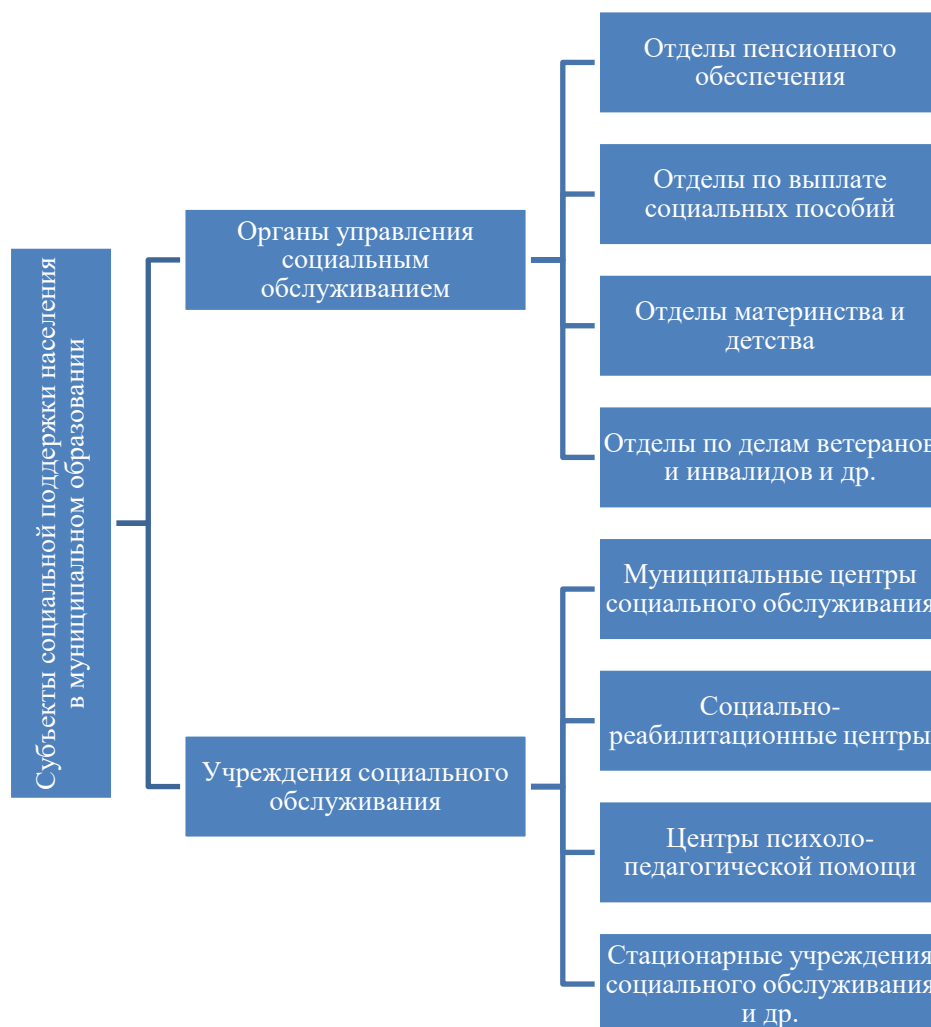 Субъекты социальной поддержки населения
в муниципальном образовании
Органы управления
социальным
обслуживанием
Отделы пенсионного
обеспечения
Отделы по выплате
социальных пособий
Отделы материнства и
детства
Отделы по делам ветеранов
и инвалидов и др.
Учреждения социального
обслуживания
Муниципальные центры
социального обслуживания
Социально-
реабилитационные центры
Центры психоло-
педагогической помощи
Стационарные учреждения
социального обслуживания
и др.